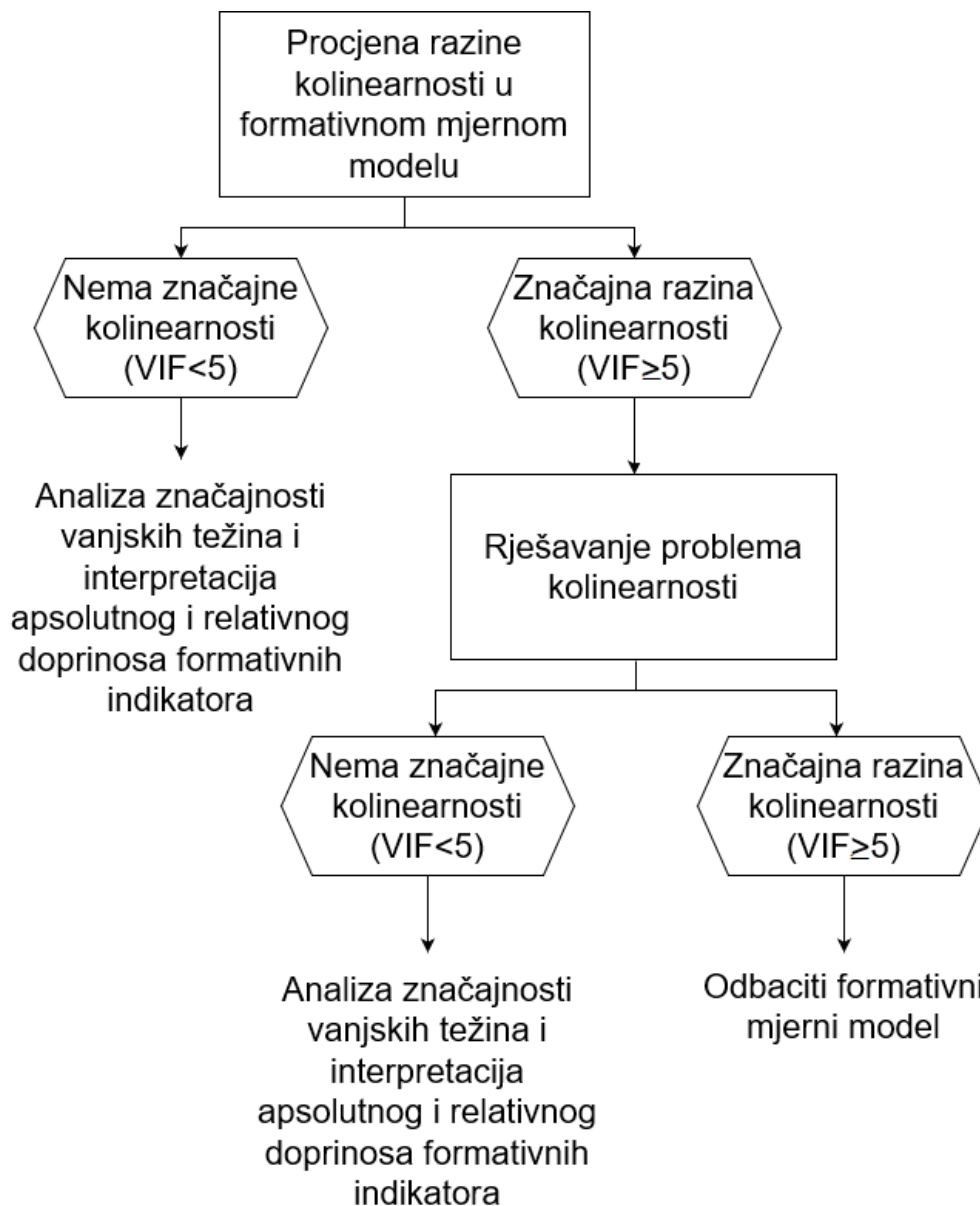 Procjena razine
kolinearnosti u
formativnom mjernom
modelu
Nema značajne
kolinearnosti
(VIF<5)
Značajna razina
kolinearnosti
(VIF≥5)
Analiza značajnosti
vanjskih težina i
interpretacija
apsolutnog i relativnog
doprinosa formativnih
indikatora
Rješavanje problema
kolinearnosti
Nema značajne
kolinearnosti
(VIF<5)
Značajna razina
kolinearnosti
(VIF≥5)
Analiza značajnosti
vanjskih težina i
interpretacija
apsolutnog i relativnog
doprinosa formativnih
indikatora
Odbaciti formativni
mjerni model